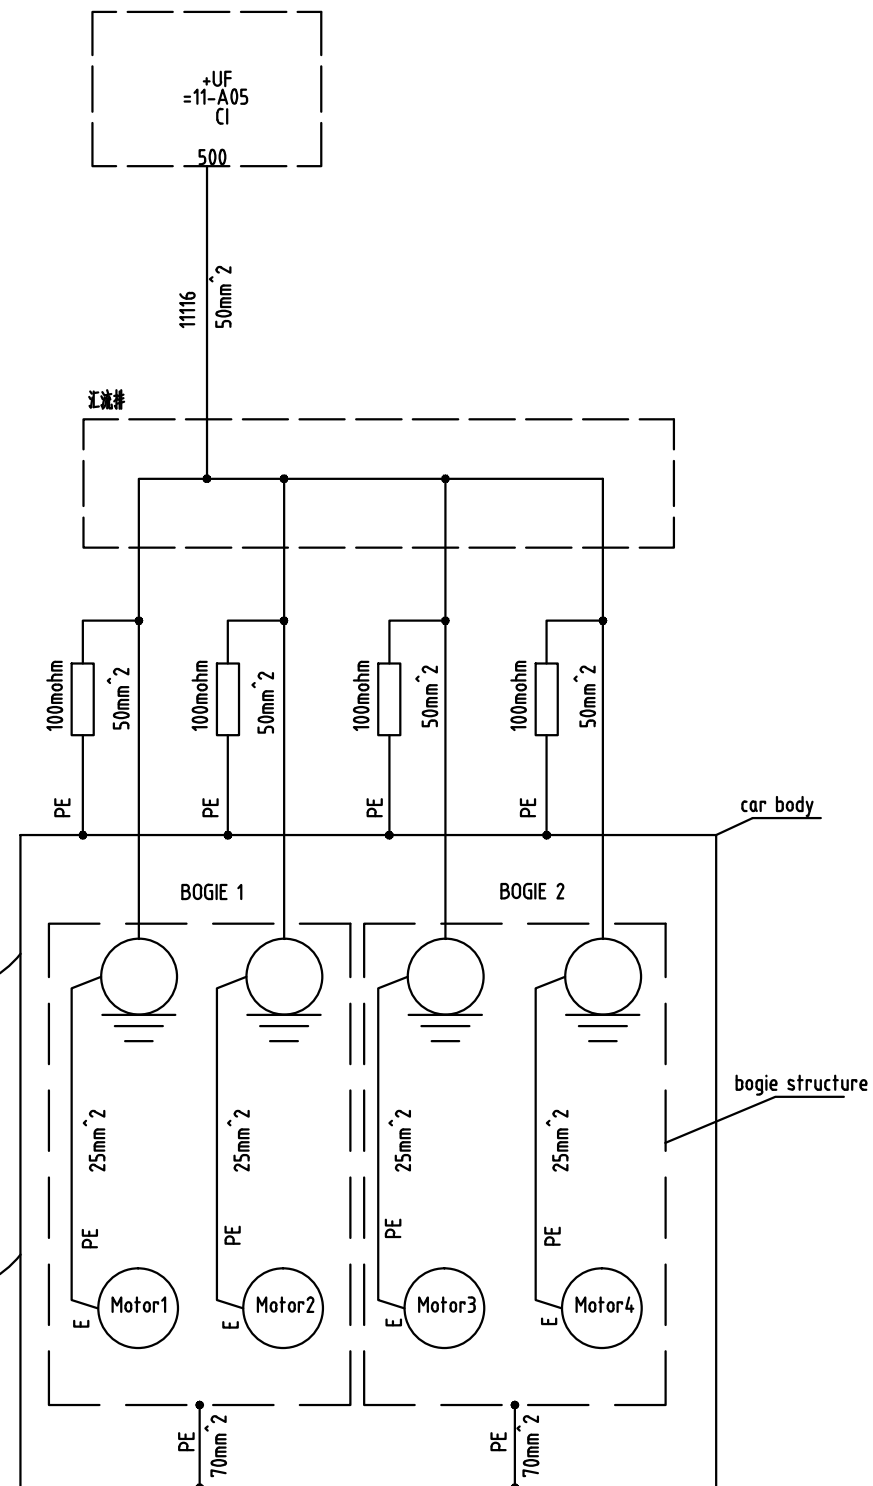 +UF
=11-A05
CI
500
11116
50mm^2
汇流排
100mohm
50mm^2
100mohm
50mm^2
100mohm
50mm^2
100mohm
50mm^2
PE
PE
PE
PE
car body
BOGIE 1
BOGIE 2
bogie structure
25mm^2
25mm^2
25mm^2
25mm^2
PE
PE
PE
PE
E
Motor1
E
Motor2
E
Motor3
E
Motor4
PE
70mm^2
PE
70mm^2